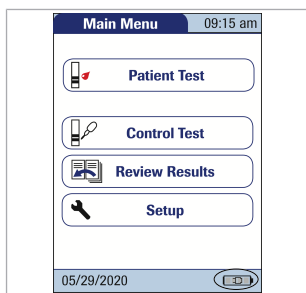 Main Menu 09:15 am
Patient Test
Control Test
Review Results
Setup
05/29/2020